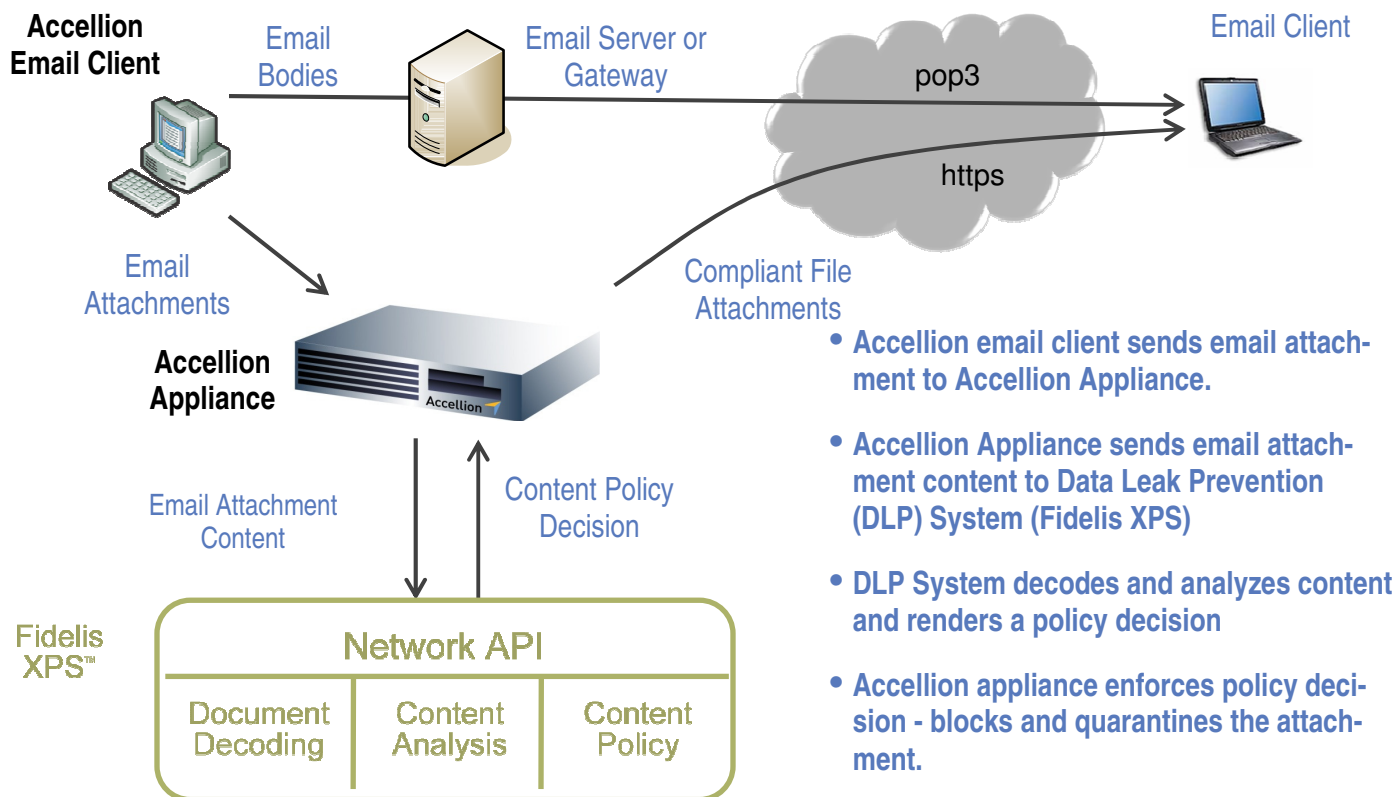 Accellion
Email Client
Email
Bodies
Email Server or
Gateway
pop3
https
Email Client
Email
Attachments
Compliant File
Attachments
Accellion
Appliance
Accellion
Email Attachment
Content
Content Policy
Decision
Fidelis
XPS™
Network API
Document
Decoding
Content
Analysis
Content
Policy
• Accellion email client sends email attach-
ment to Accellion Appliance.
• Accellion Appliance sends email attach-
ment content to Data Leak Prevention
(DLP) System (Fidelis XPS)
• DLP System decodes and analyzes content
and renders a policy decision
• Accellion appliance enforces policy deci-
sion - blocks and quarantines the attach-
ment.